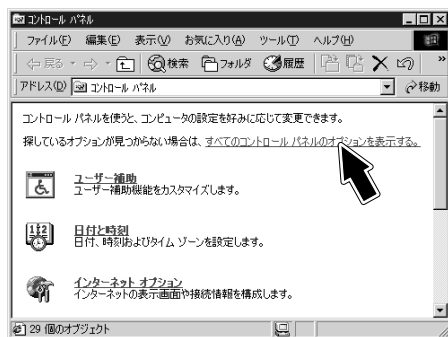 コントロール パネル
ファイル(F) 編集(E) 表示(V) お気に入り(A) ツール(T) ヘルプ(H)
戻る 検索 フォルダ 履歴 »
アドレス(D) コントロール パネル 移動
コントロール パネルを使うと、コンピュータの設定を好みに応じて変更できます。
探しているオプションが見つからない場合は、すべてのコントロール パネルのオプションを表示する。
ユーザー補助
ユーザー補助機能をカスタマイズします。
日付と時刻
日付、時刻およびタイム ゾーンを設定します。
インターネット オプション
インターネットの表示画面や接続情報を構成します。
29 個のオブジェクト